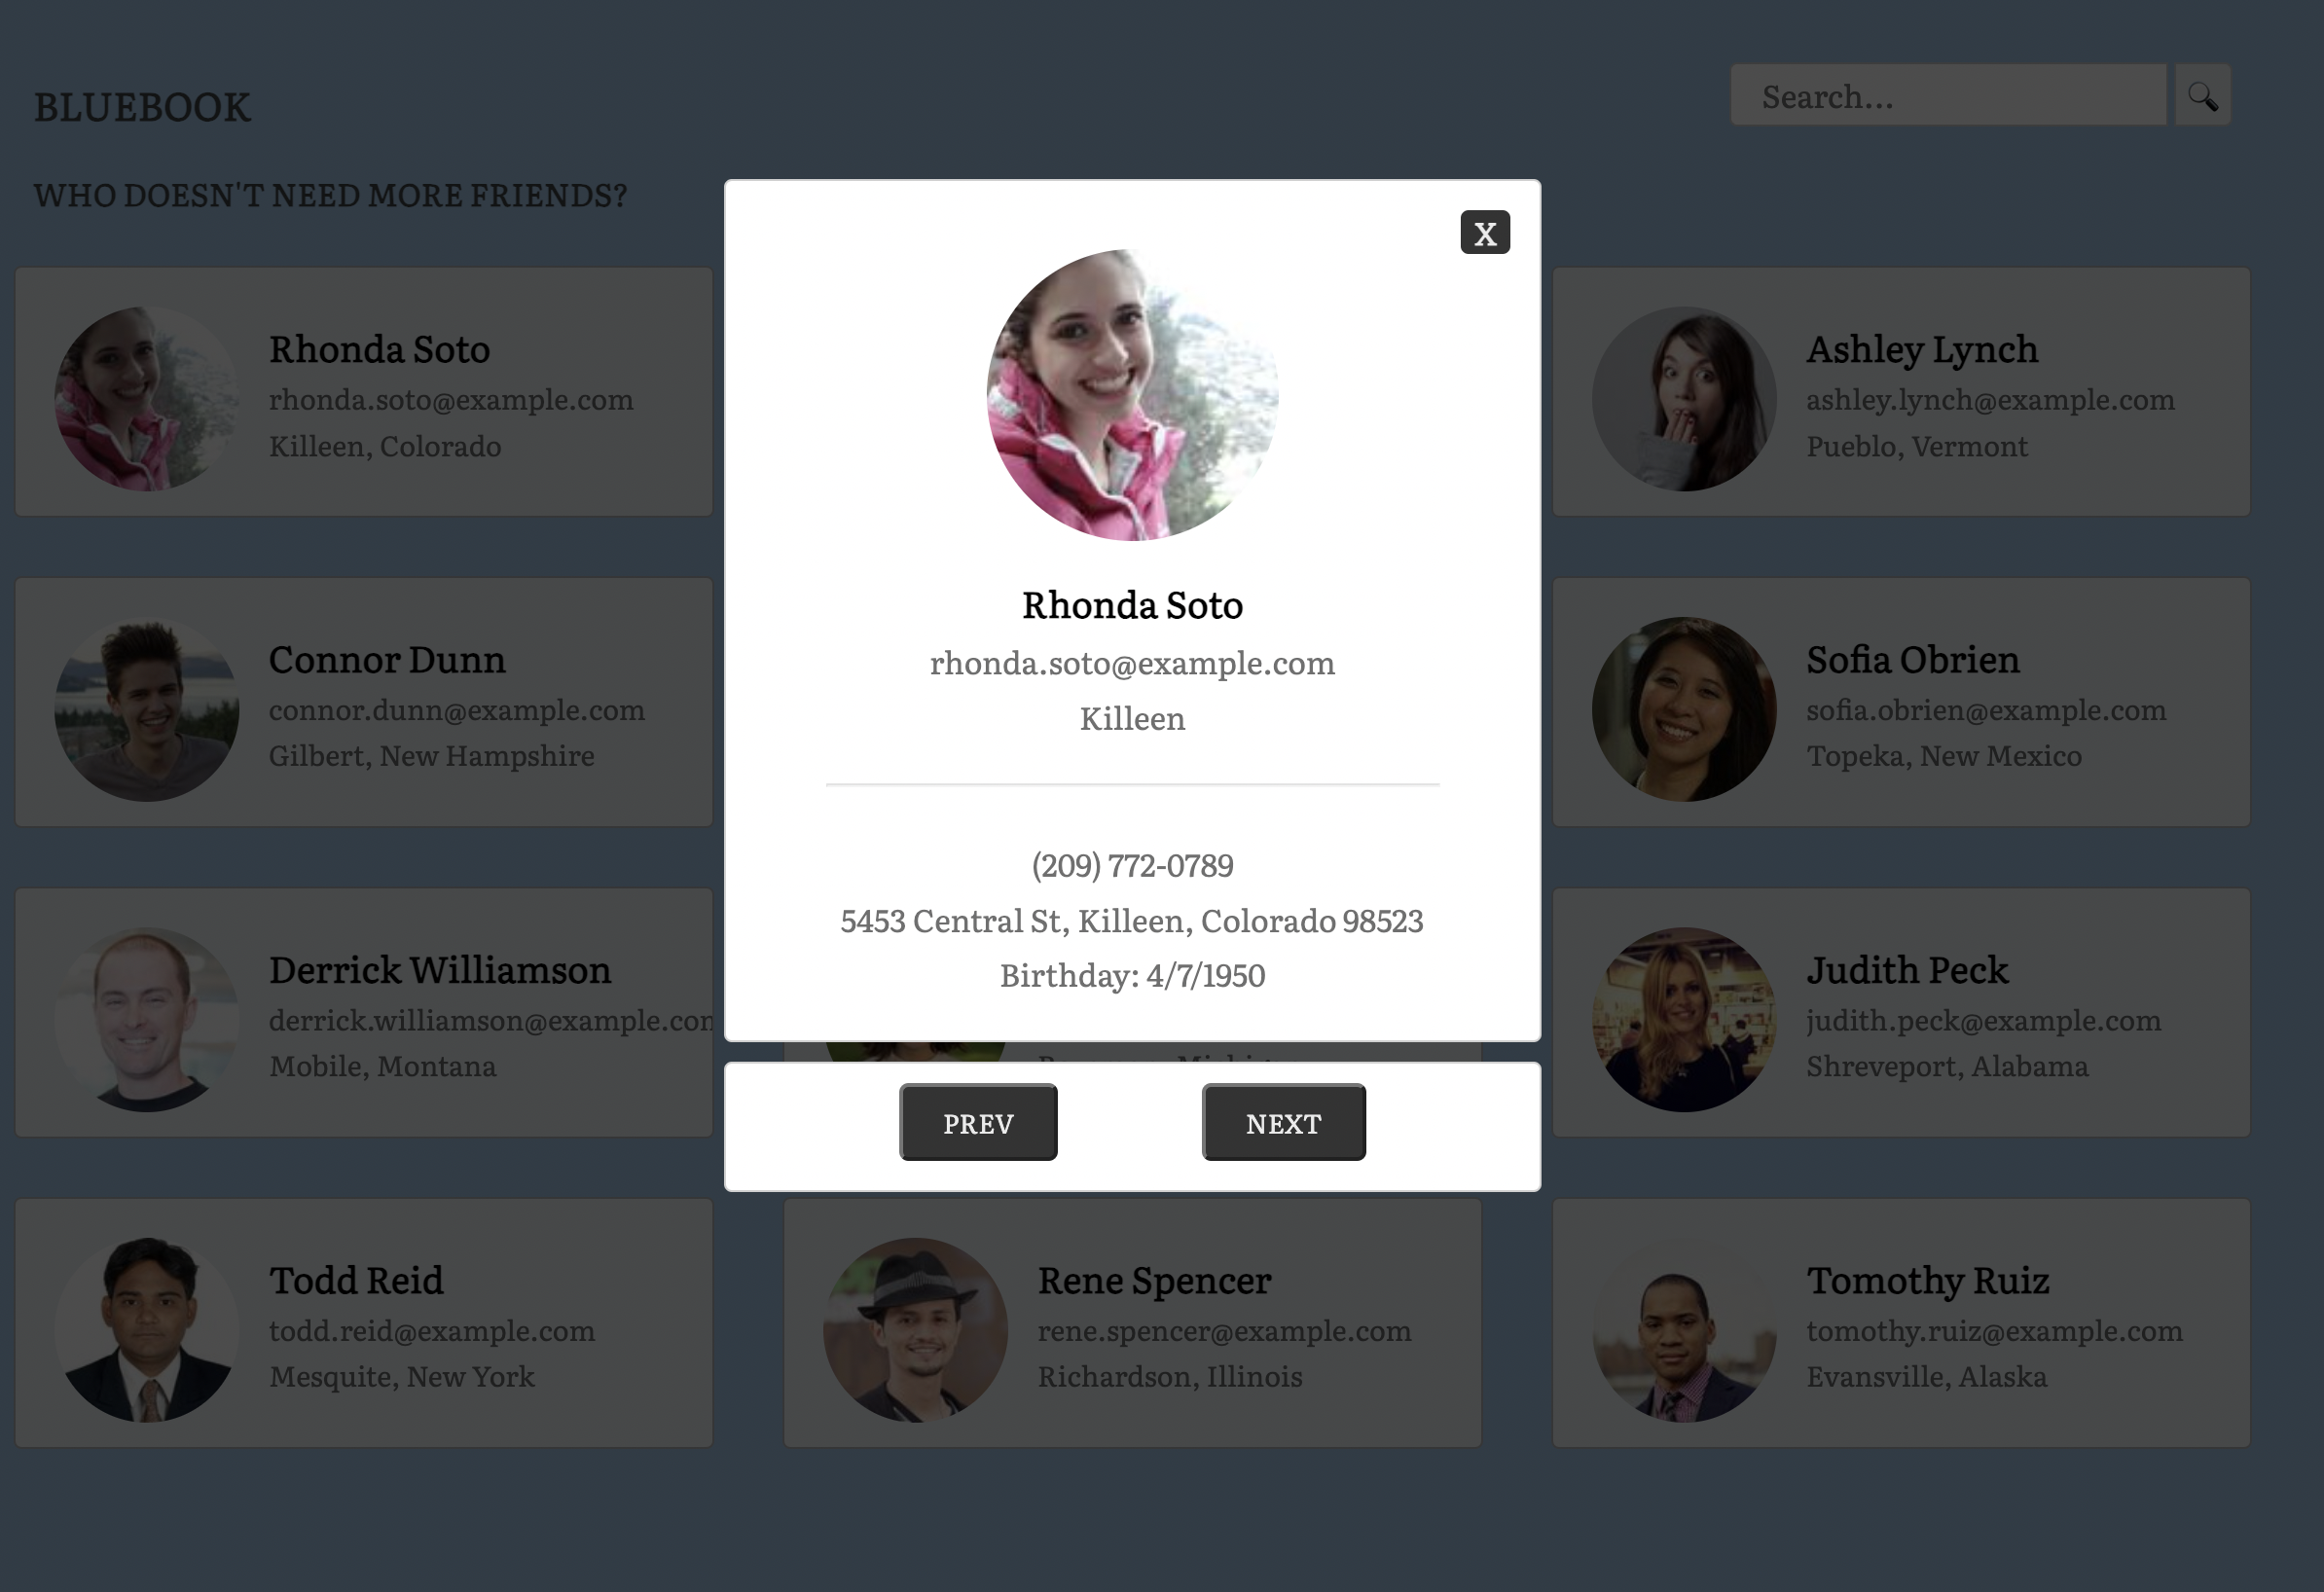 BLUEBOOK
Search...
WHO DOESN'T NEED MORE FRIENDS?
X
Rhonda Soto
rhonda.soto@example.com
Killeen
(209) 772-0789
5453 Central St, Killeen, Colorado 98523
Birthday: 4/7/1950
PREV
NEXT
Rhonda Soto
rhonda.soto@example.com
Killeen, Colorado
Ashley Lynch
ashley.lynch@example.com
Pueblo, Vermont
Connor Dunn
connor.dunn@example.com
Gilbert, New Hampshire
Sofia Obrien
sofia.obrien@example.com
Topeka, New Mexico
Derrick Williamson
derrick.williamson@example.com
Mobile, Montana
Judith Peck
judith.peck@example.com
Shreveport, Alabama
Todd Reid
todd.reid@example.com
Mesquite, New York
Rene Spencer
rene.spencer@example.com
Richardson, Illinois
Tomothy Ruiz
tomothy.ruiz@example.com
Evansville, Alaska